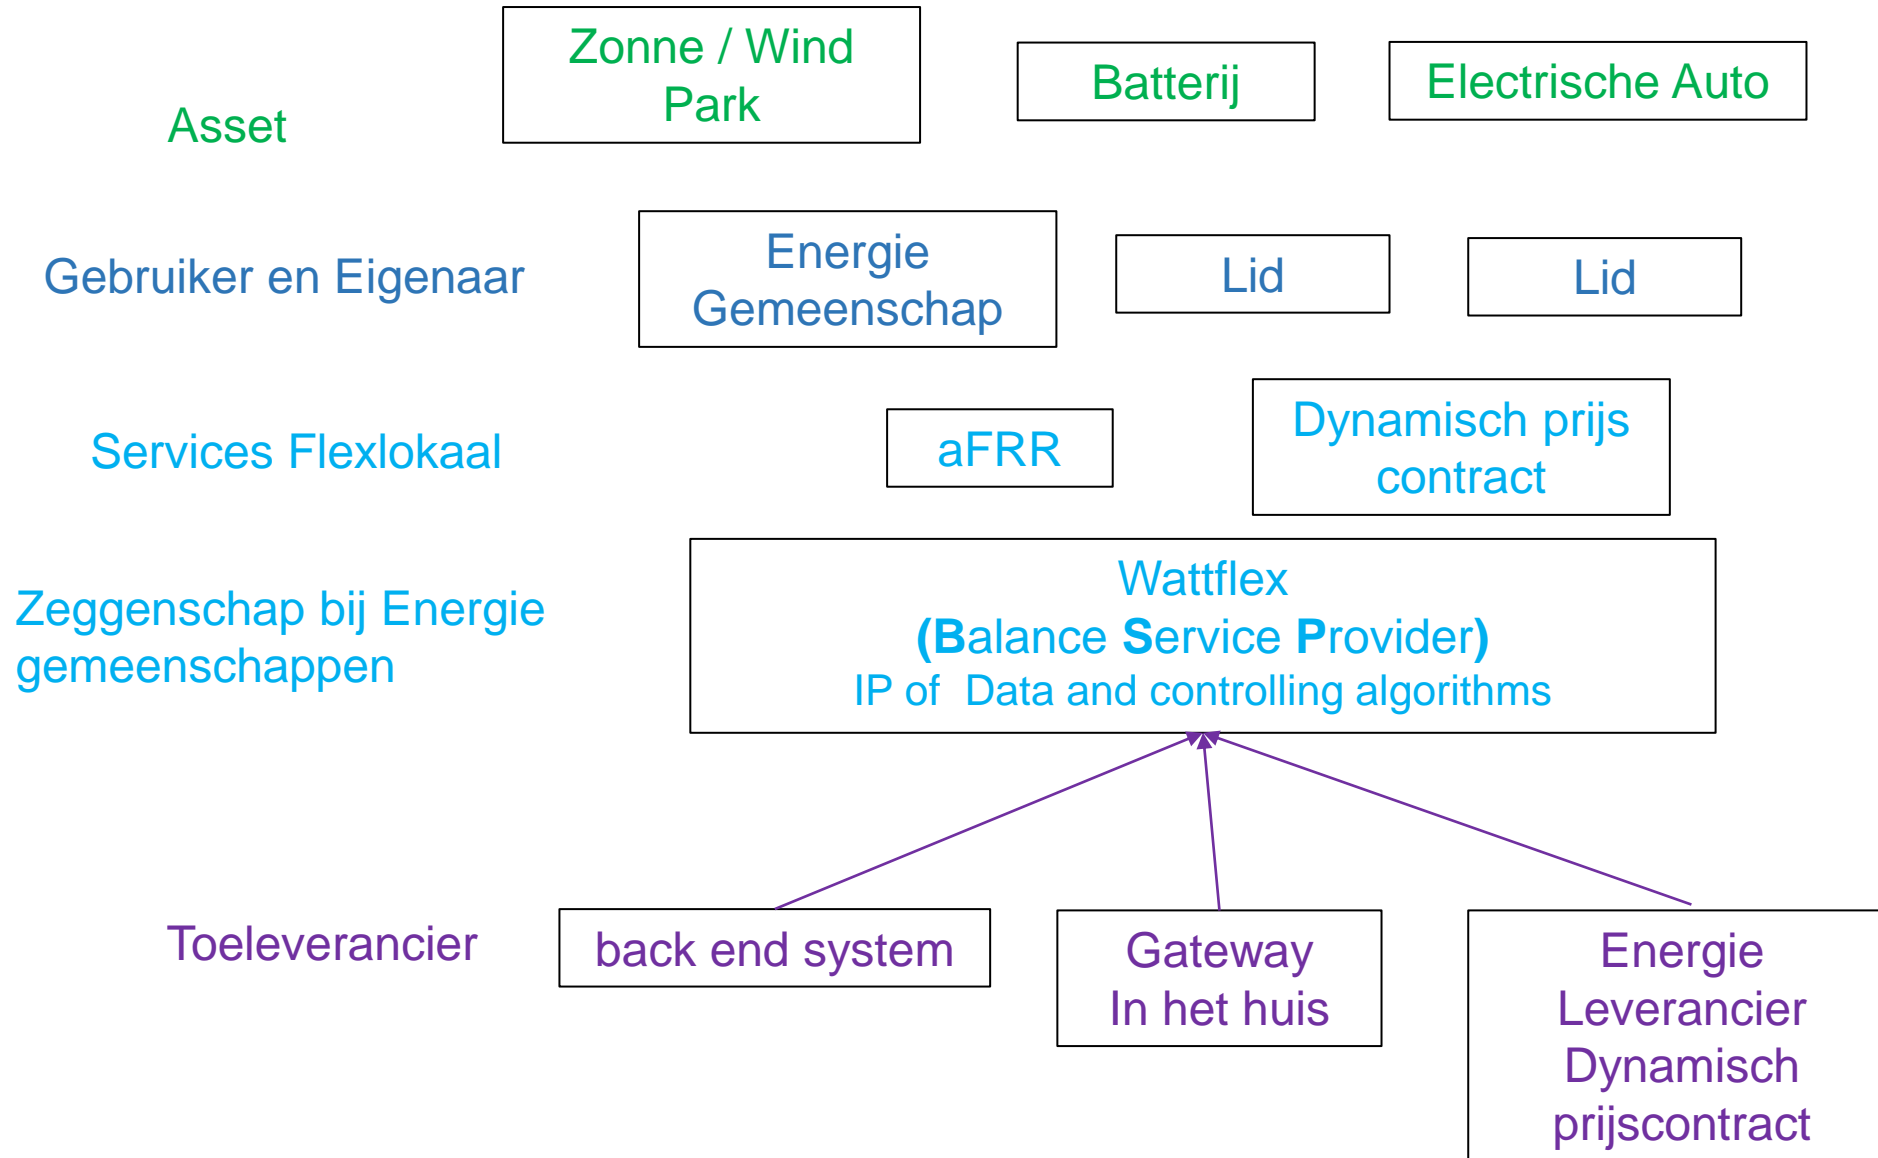 Zonne / Wind
Park
Batterij
Electrische Auto
Asset
Energie
Gemeenschap
Lid
Lid
Gebruiker en Eigenaar
Dynamisch prijs
contract
aFRR
Services Flexlokaal
Wattflex
(Balance Service Provider)
IP of  Data and controlling algorithms
Zeggenschap bij Energie
gemeenschappen
Toeleverancier
back end system
Gateway
In het huis
Energie
Leverancier
Dynamisch
prijscontract